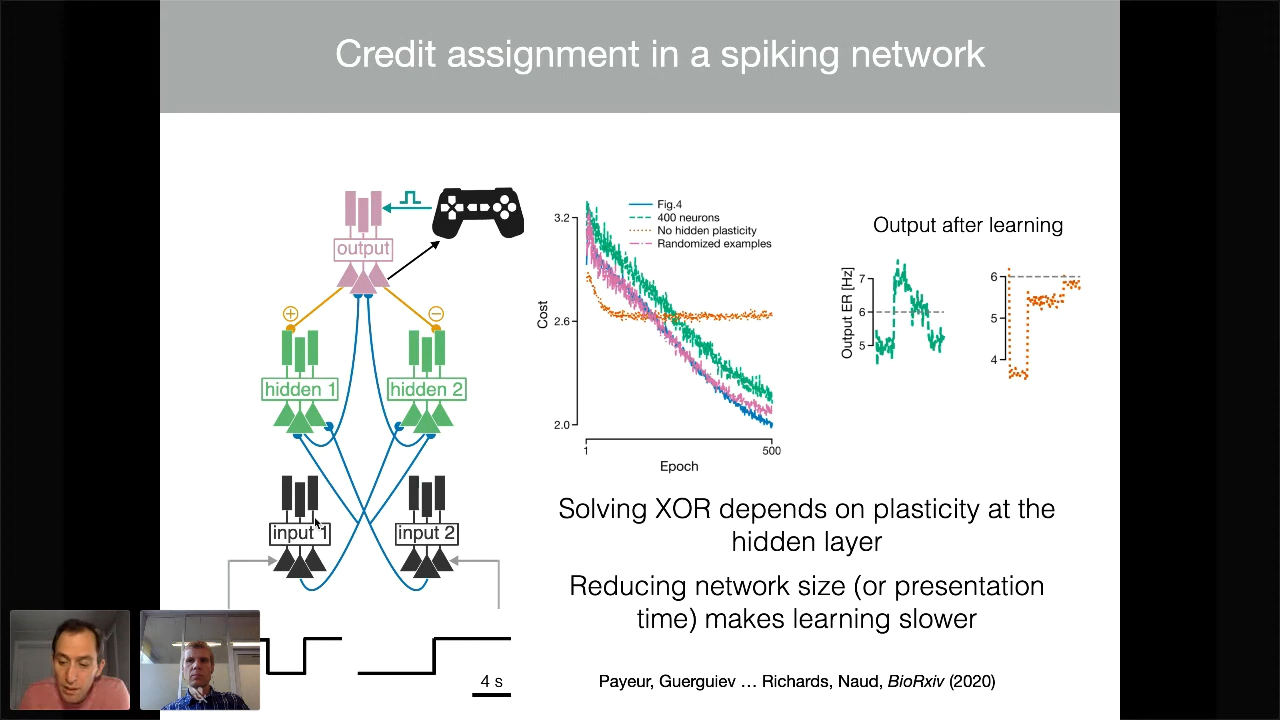 Credit assignment in a spiking network
output
+
−
hidden 1
hidden 2
input 1
input 2
4 s
Fig.4
400 neurons
No hidden plasticity
Randomized examples
3.2
2.6
2.0
Cost
1
500
Epoch
Output after learning
Output ER [Hz]
7
6
5
6
5
4
Solving XOR depends on plasticity at the
hidden layer
Reducing network size (or presentation
time) makes learning slower
Payeur, Guerguiev … Richards, Naud, BioRxiv (2020)